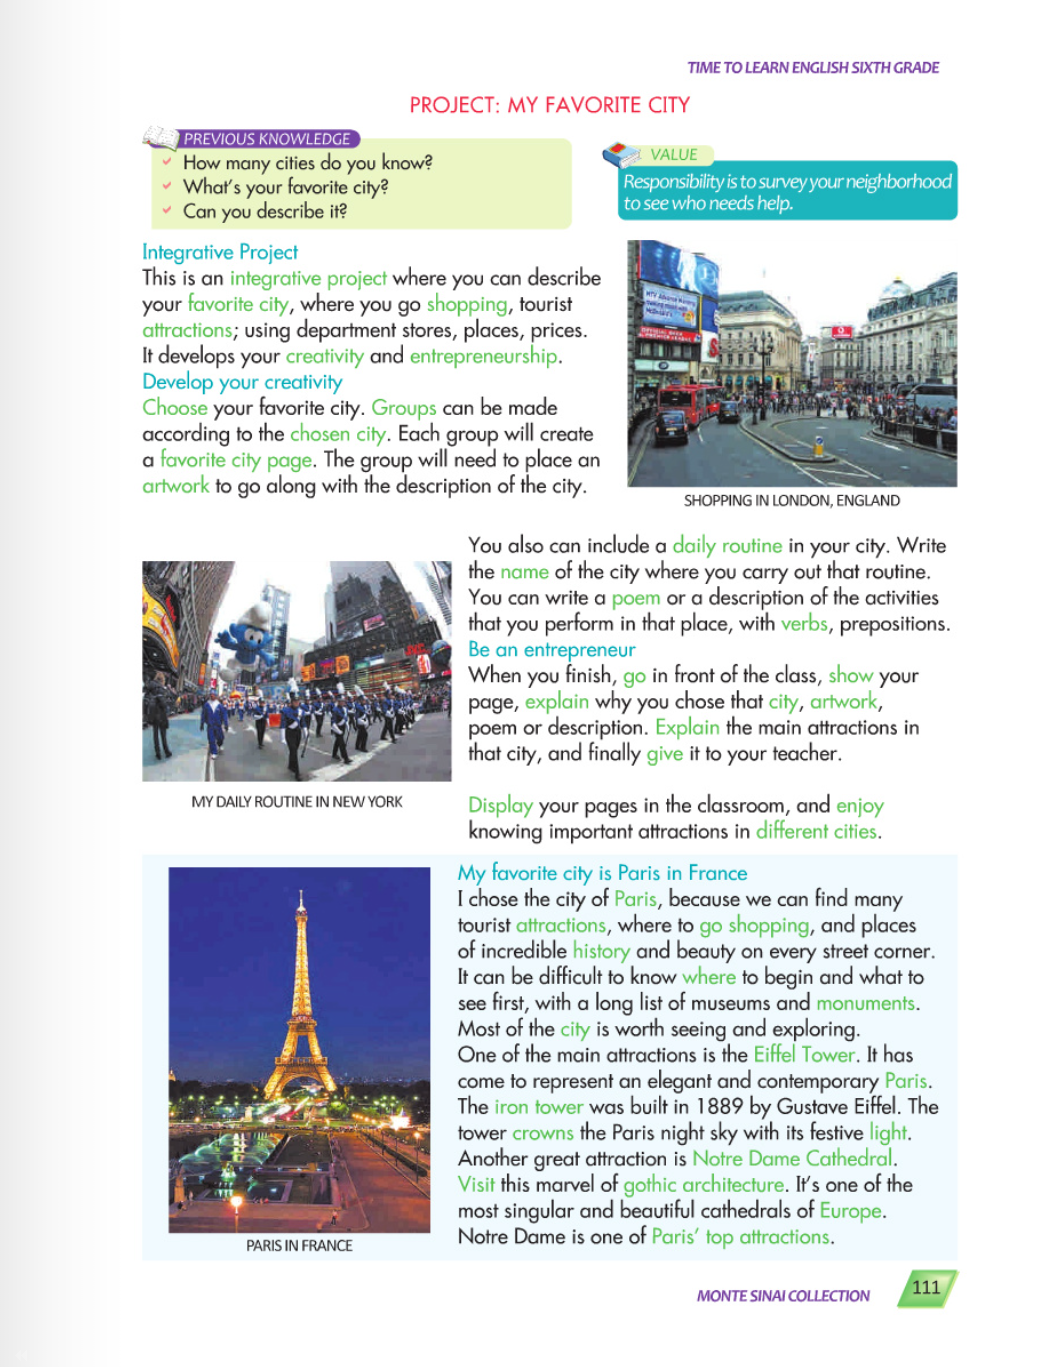 TIME TO LEARN ENGLISH SIXTH GRADE
PROJECT: MY FAVORITE CITY
PREVIOUS KNOWLEDGE
How many cities do you know?
What's your favorite city?
Can you describe it?
VALUE
Responsibility is to survey your neighborhood
to see who needs help.
Integrative Project
This is an integrative project where you can describe
your favorite city, where you go shopping, tourist
attractions; using department stores, places, prices.
It develops your creativity and entrepreneurship.
Develop your creativity
Choose your favorite city. Groups can be made
according to the chosen city. Each group will create
a favorite city page. The group will need to place an
artwork to go along with the description of the city.
SHOPPING IN LONDON, ENGLAND
You also can include a daily routine in your city. Write
the name of the city where you carry out that routine.
You can write a poem or a description of the activities
that you perform in that place, with verbs, prepositions.
Be an entrepreneur
When you finish, go in front of the class, show your
page, explain why you chose that city, artwork,
poem or description. Explain the main attractions in
that city, and finally give it to your teacher.
MY DAILY ROUTINE IN NEW YORK
Display your pages in the classroom, and enjoy
knowing important attractions in different cities.
My favorite city is Paris in France
I chose the city of Paris, because we can find many
tourist attractions, where to go shopping, and places
of incredible history and beauty on every street corner.
It can be difficult to know where to begin and what to
see first, with a long list of museums and monuments.
Most of the city is worth seeing and exploring.
One of the main attractions is the Eiffel Tower. It has
come to represent an elegant and contemporary Paris.
The iron tower was built in 1889 by Gustave Eiffel. The
tower crowns the Paris night sky with its festive light.
Another great attraction is Notre Dame Cathedral.
Visit this marvel of gothic architecture. It's one of the
most singular and beautiful cathedrals of Europe.
Notre Dame is one of Paris' top attractions.
PARIS IN FRANCE
MONTE SINAI COLLECTION
111